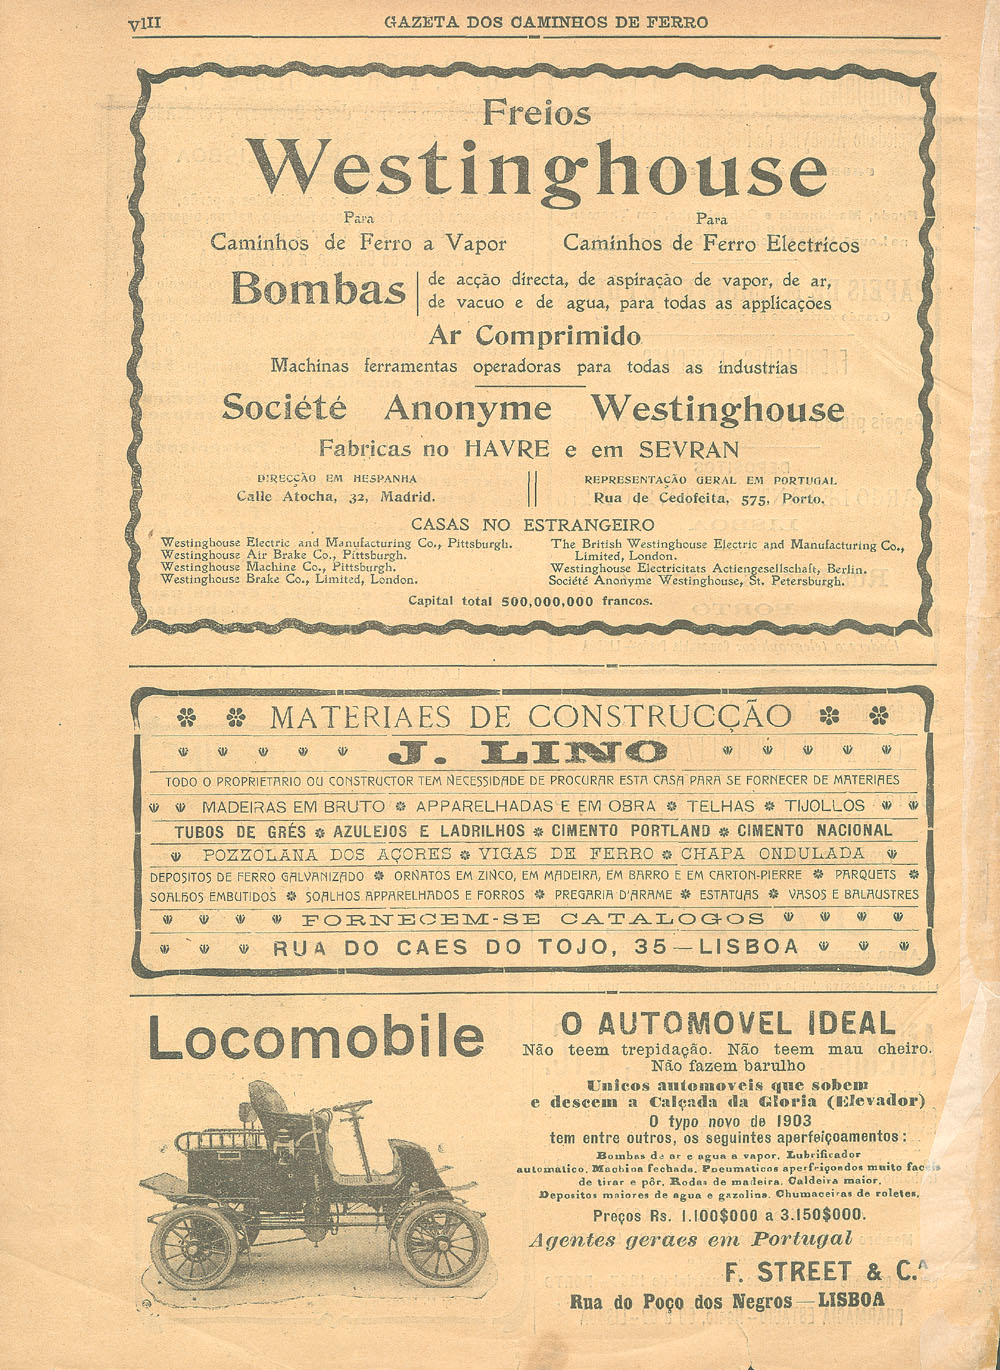 VIII
GAZETA DOS CAMINHOS DE FERRO
Freios
Westinghouse
Para
Caminhos de Ferro a Vapor
Para
Caminhos de Ferro Electricos
Bombas
de acção directa, de aspiração de vapor, de ar,
de vacuo e de agua, para todas as applicações
Ar Comprimido
Machinas ferramentas operadoras para todas as industrias
Société Anonyme Westinghouse
Fabricas no HAVRE e em SEVRAN
DIRECÇÃO EM HESPANHA
Calle Atocha, 32, Madrid.
REPRESENTAÇÃO GERAL EM PORTUGAL
Rua de Cedofeita, 575, Porto.
CASAS NO ESTRANGEIRO
Westinghouse Electric and Manufacturing Co., Pittsburgh.
Westinghouse Air Brake Co., Pittsburgh.
Westinghouse Machine Co., Pittsburgh.
Westinghouse Brake Co., Limited, London.
The British Westinghouse Electric and Manufacturing Co.,
Limited, London.
Westinghouse Electricitats Actiengesellschaft, Berlin.
Société Anonyme Westinghouse, St. Petersburgh.
Capital total 500,000,000 francos.
MATERIAES DE CONSTRUCÇÃO
J. LINO
TODO O PROPRIETARIO OU CONSTRUCTOR TEM NECESSIDADE DE PROCURAR ESTA CASA PARA SE FORNECER DE MATERIAES
MADEIRAS EM BRUTO APPARELHADAS E EM OBRA TELHAS TIJOLLOS
TUBOS DE GRÉS AZULEJOS E LADRILHOS CIMENTO PORTLAND CIMENTO NACIONAL
POZZOLANA DOS AÇORES VIGAS DE FERRO CHAPA ONDULADA
DEPOSITOS DE FERRO GALVANIZADO ORNATOS EM ZINCO, EM MADEIRA, EM BARRO E EM CARTON-PIERRE PARQUETS
SOALHOS EMBUTIDOS SOALHOS APPARELHADOS E FORROS PREGARIA D'ARAME ESTATUAS VASOS E BALAUSTRES
FORNECEM-SE CATALOGOS
RUA DO CAES DO TOJO, 35—LISBOA
Locomobile
O AUTOMOVEL IDEAL
Não teem trepidação. Não teem mau cheiro.
Não fazem barulho
Unicos automoveis que sobem
e descem a Calçada da Gloria (Elevador)
O typo novo de 1903
tem entre outros, os seguintes aperfeiçoamentos:
Bombas de ar e agua a vapor. Lubrificador
automatico. Machina fechada. Pneumaticos aperfeiçoados muito faceis
de tirar e pôr. Rodas de madeira. Caldeira maior.
Depositos maiores de agua e gazolina. Chumaceiras de roletes.
Preços Rs. 1.100$000 a 3.150$000.
Agentes geraes em Portugal
F. STREET & C.ª
Rua do Poço dos Negros—LISBOA